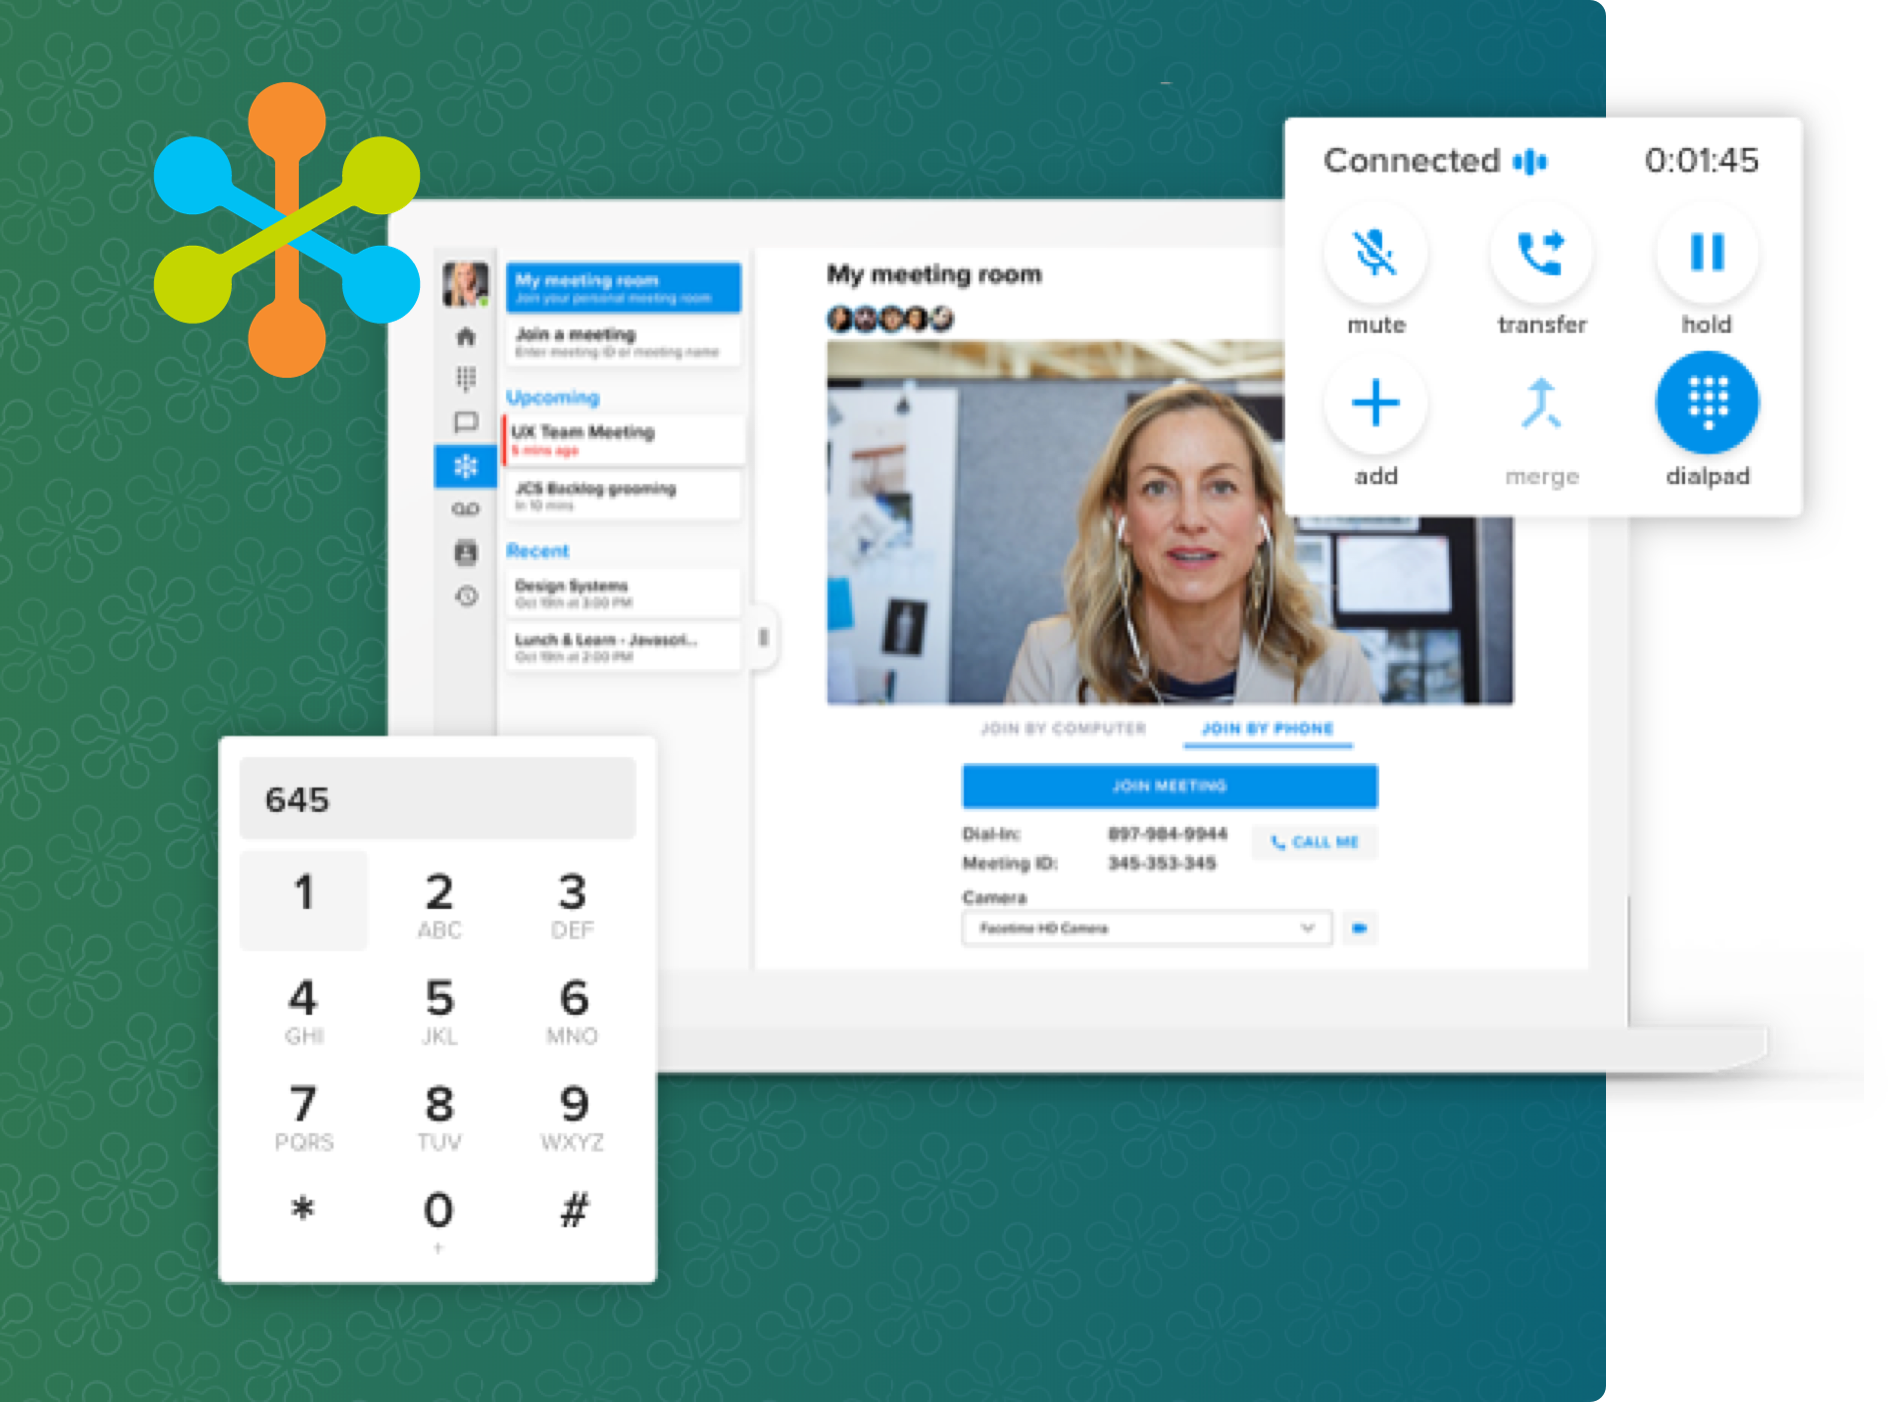 Connected 0:01:45
mute transfer hold
add merge dialpad
My meeting room
Join your personal meeting room
Join a meeting
Enter meeting ID or meeting name
Upcoming
UX Team Meeting
5 mins ago
JCS Backlog grooming
In 10 mins
Recent
Design Systems
Oct 19th at 3:00 PM
Lunch & Learn - Javascri...
Oct 19th at 2:00 PM
My meeting room
JOIN BY COMPUTER JOIN BY PHONE
JOIN MEETING
Dial-In: 897-984-9944
CALL ME
Meeting ID: 345-353-345
Camera
Facetime HD Camera
645
1 2 3
ABC DEF
4 5 6
GHI JKL MNO
7 8 9
PQRS TUV WXYZ
* 0 #
+